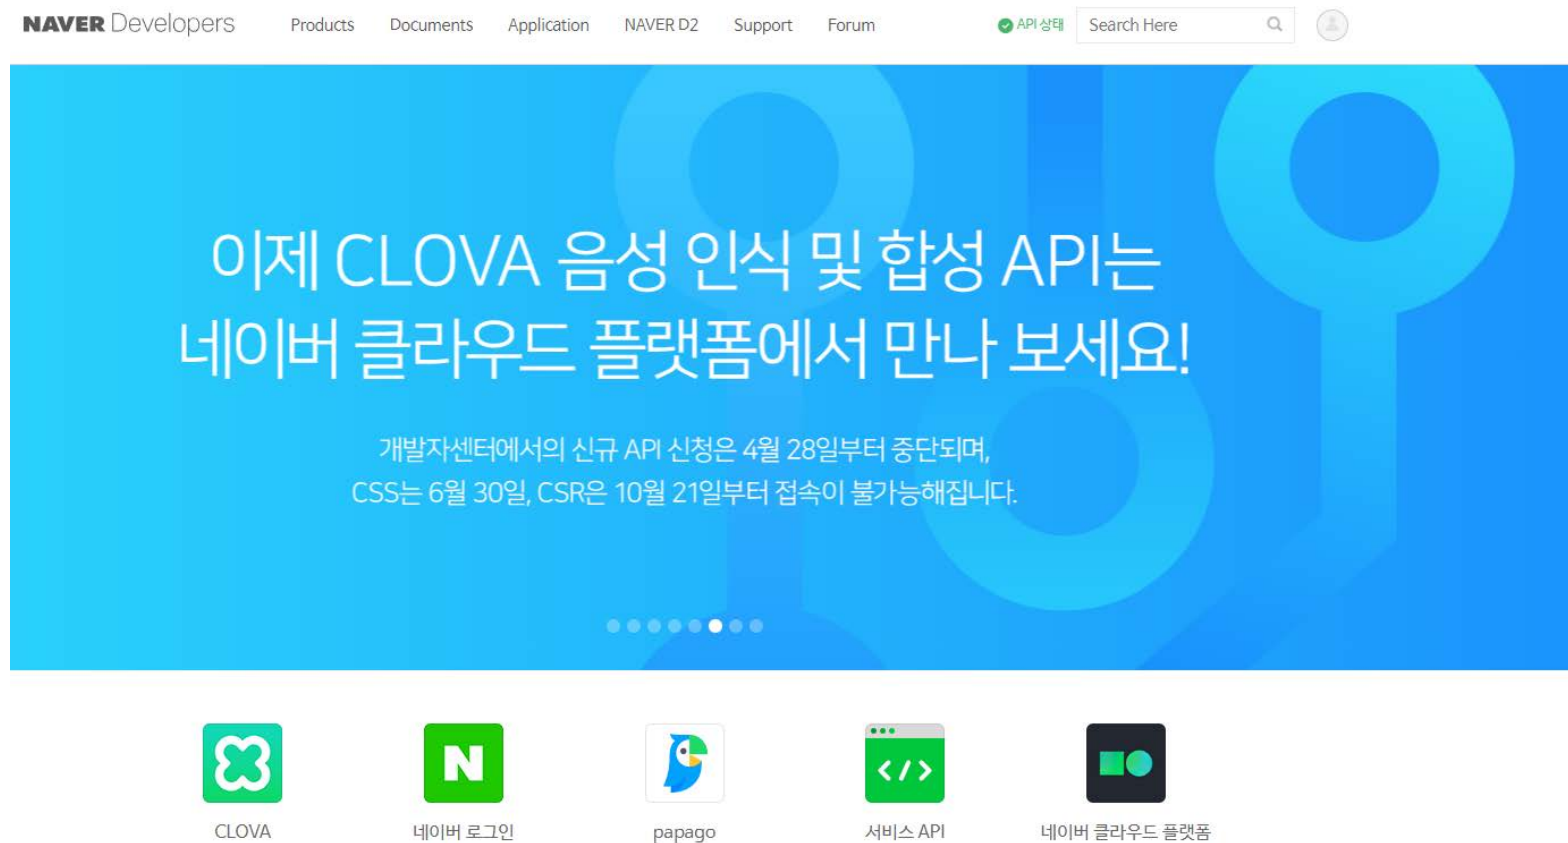 NAVER Developers Products Documents Application NAVER D2 Support Forum API 상태 Search Here
이제 CLOVA 음성 인식 및 합성 API는
네이버 클라우드 플랫폼에서 만나 보세요!
개발자센터에서의 신규 API 신청은 4월 28일부터 중단되며,
CSS는 6월 30일, CSR은 10월 21일부터 접속이 불가능해집니다.
N
</>
CLOVA 네이버 로그인 papago 서비스 API 네이버 클라우드 플랫폼